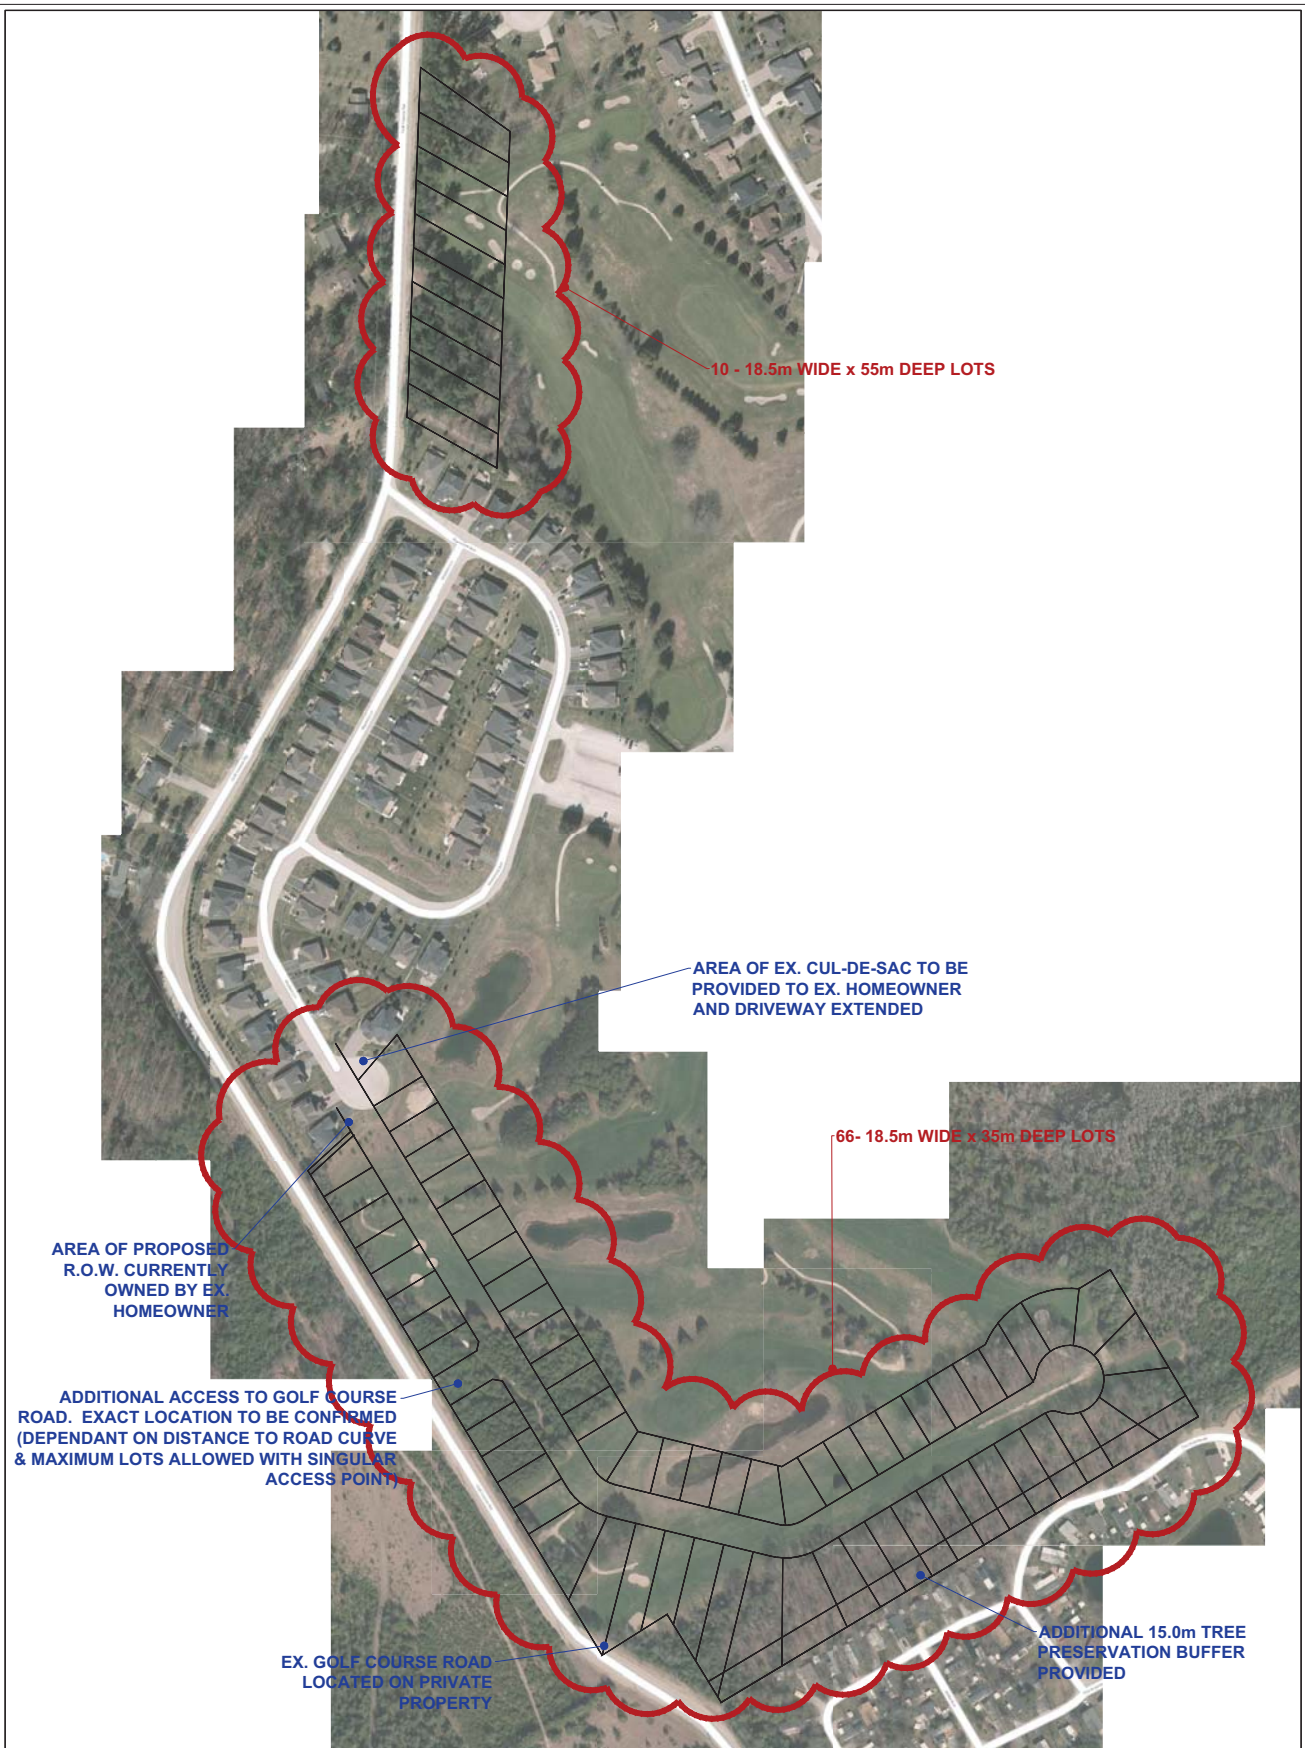 10 - 18.5m WIDE x 55m DEEP LOTS
AREA OF EX. CUL-DE-SAC TO BE
PROVIDED TO EX. HOMEOWNER
AND DRIVEWAY EXTENDED
66- 18.5m WIDE x 35m DEEP LOTS
AREA OF PROPOSED
R.O.W. CURRENTLY
OWNED BY EX.
HOMEOWNER
ADDITIONAL ACCESS TO GOLF COURSE
ROAD. EXACT LOCATION TO BE CONFIRMED
(DEPENDANT ON DISTANCE TO ROAD CURVE
& MAXIMUM LOTS ALLOWED WITH SINGULAR
ACCESS POINT)
EX. GOLF COURSE ROAD
LOCATED ON PRIVATE
PROPERTY
ADDITIONAL 15.0m TREE
PRESERVATION BUFFER
PROVIDED